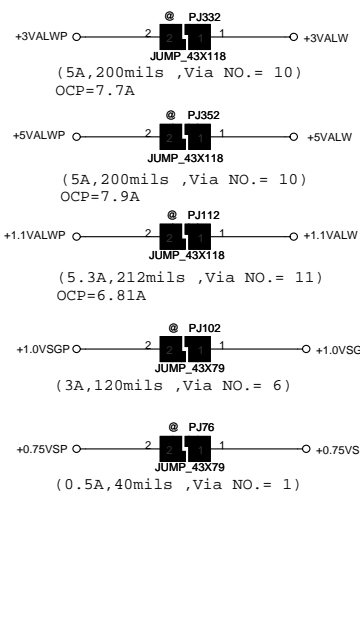 @ PJ332
+3VALWP 2 2 1 1 +3VALW
JUMP_43X118
(5A,200mils ,Via NO.= 10)
OCP=7.7A
@ PJ352
+5VALWP 2 2 1 1 +5VALW
JUMP_43X118
(5A,200mils ,Via NO.= 10)
OCP=7.9A
@ PJ112
+1.1VALWP 2 2 1 1 +1.1VALW
JUMP_43X118
(5.3A,212mils ,Via NO.= 11)
OCP=6.81A
@ PJ102
+1.0VSGP 2 2 1 1 +1.0VSG
JUMP_43X79
(3A,120mils ,Via NO.= 6)
@ PJ76
+0.75VSP 2 2 1 1 +0.75VS
JUMP_43X79
(0.5A,40mils ,Via NO.= 1)